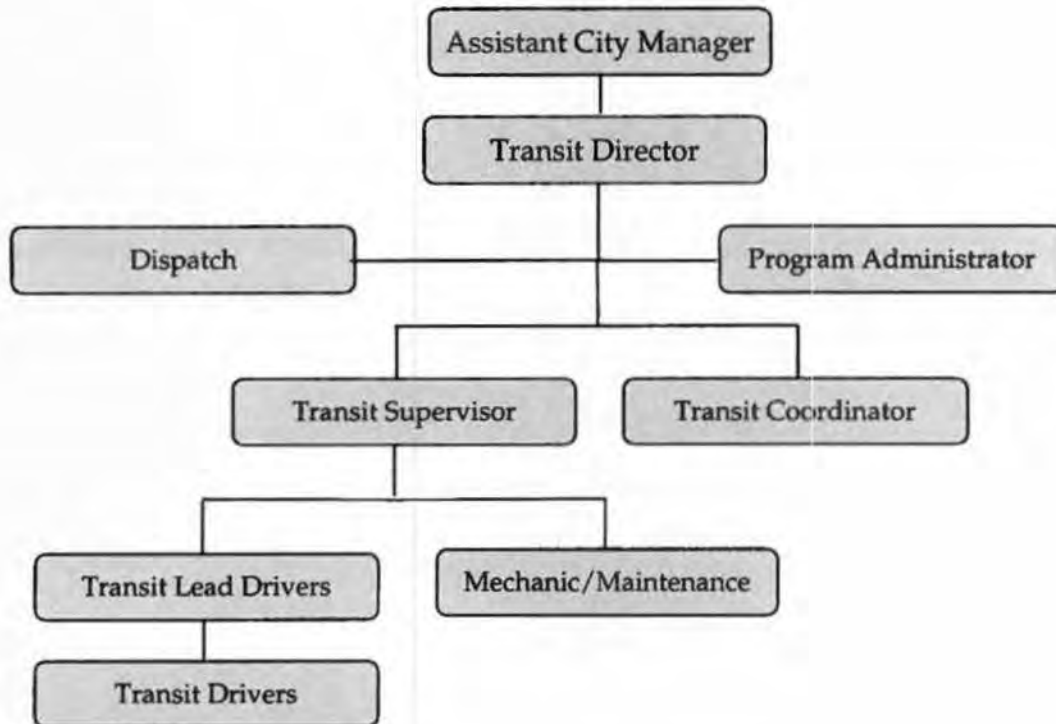 Assistant City Manager
Transit Director
Dispatch
Program Administrator
Transit Supervisor
Transit Coordinator
Transit Lead Drivers
Mechanic/Maintenance
Transit Drivers